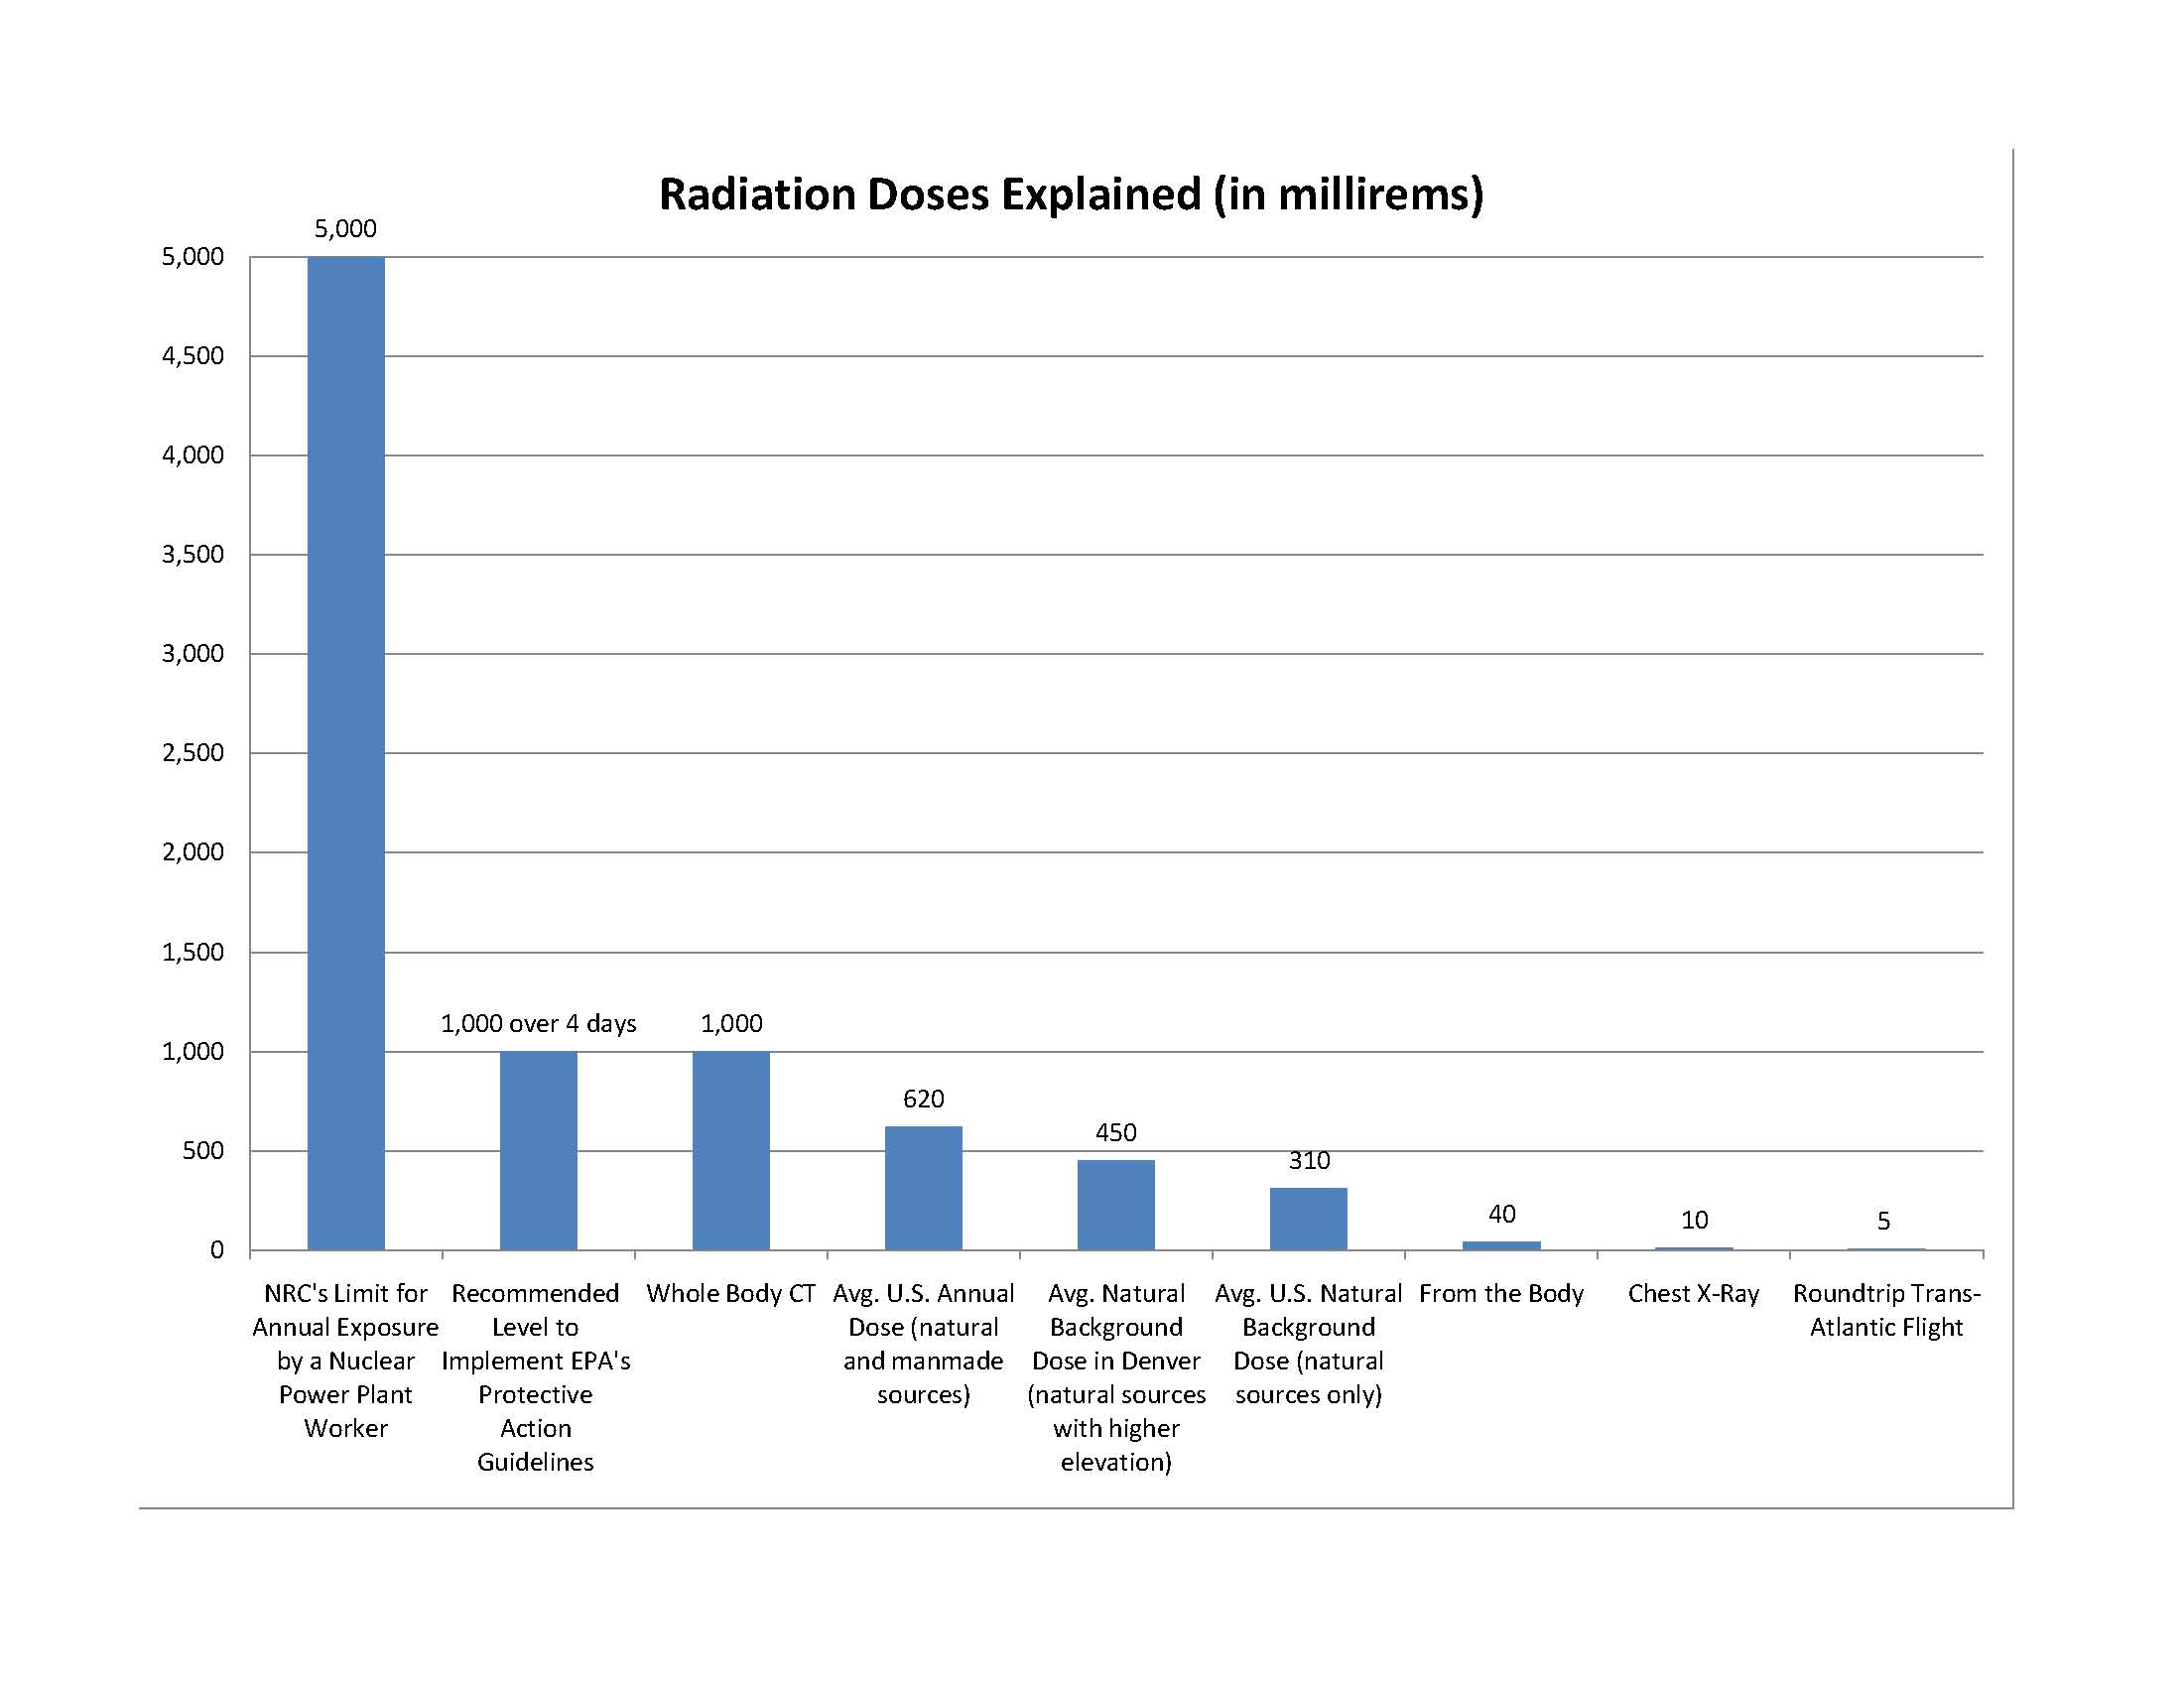 Radiation Doses Explained (in millirems)
5,000
5,000
4,500
4,000
3,500
3,000
2,500
2,000
1,500
1,000
500
0
1,000 over 4 days
1,000
620
450
310
40
10
5
NRC's Limit for
Annual Exposure
by a Nuclear
Power Plant
Worker
Recommended
Level to
Implement EPA's
Protective
Action
Guidelines
Whole Body CT
Avg. U.S. Annual
Dose (natural
and manmade
sources)
Avg. Natural
Background
Dose in Denver
(natural sources
with higher
elevation)
Avg. U.S. Natural
Background
Dose (natural
sources only)
From the Body
Chest X-Ray
Roundtrip Trans-
Atlantic Flight